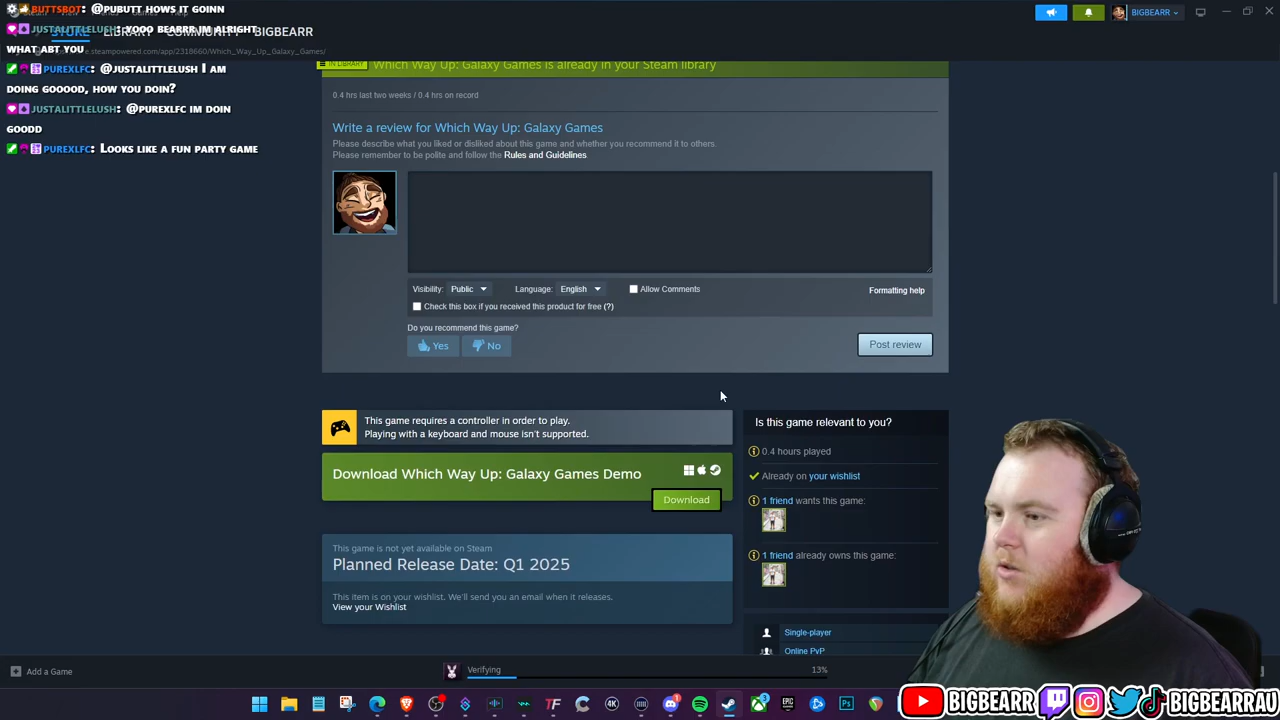 BUTTSBOT: @PUBUTT HOWS IT GOINN
JUSTALITTLELUSH: YOOO BEARRR IM ALRIGHT
WHAT ABT YOU
STORE LIBRARY COMMUNITY BIGBEARR
BIGBEARR
.steampowered.com/app/2318660/Which_Way_Up_Galaxy_Games/
PUREXLFC: @JUSTALITTLELUSH I AM
DOING GOOOOD, HOW YOU DOIN?
JUSTALITTLELUSH: @PUREXLFC IM DOIN
GOODD
PUREXLFC: LOOKS LIKE A FUN PARTY GAME
IN LIBRARY
Which Way Up: Galaxy Games is already in your Steam library
0.4 hrs last two weeks / 0.4 hrs on record
Write a review for Which Way Up: Galaxy Games
Please describe what you liked or disliked about this game and whether you recommend it to others.
Please remember to be polite and follow the Rules and Guidelines.
Visibility: Public
Language: English
Allow Comments
Formatting help
Check this box if you received this product for free (?)
Do you recommend this game?
Yes
No
Post review
This game requires a controller in order to play.
Playing with a keyboard and mouse isn't supported.
Download Which Way Up: Galaxy Games Demo
Download
This game is not yet available on Steam
Planned Release Date: Q1 2025
This item is on your wishlist. We'll send you an email when it releases.
View your Wishlist
Is this game relevant to you?
0.4 hours played
Already on your wishlist
1 friend wants this game:
1 friend already owns this game:
Single-player
Online PvP
Add a Game
Verifying
13%
BIGBEARR
BIGBEARRAU